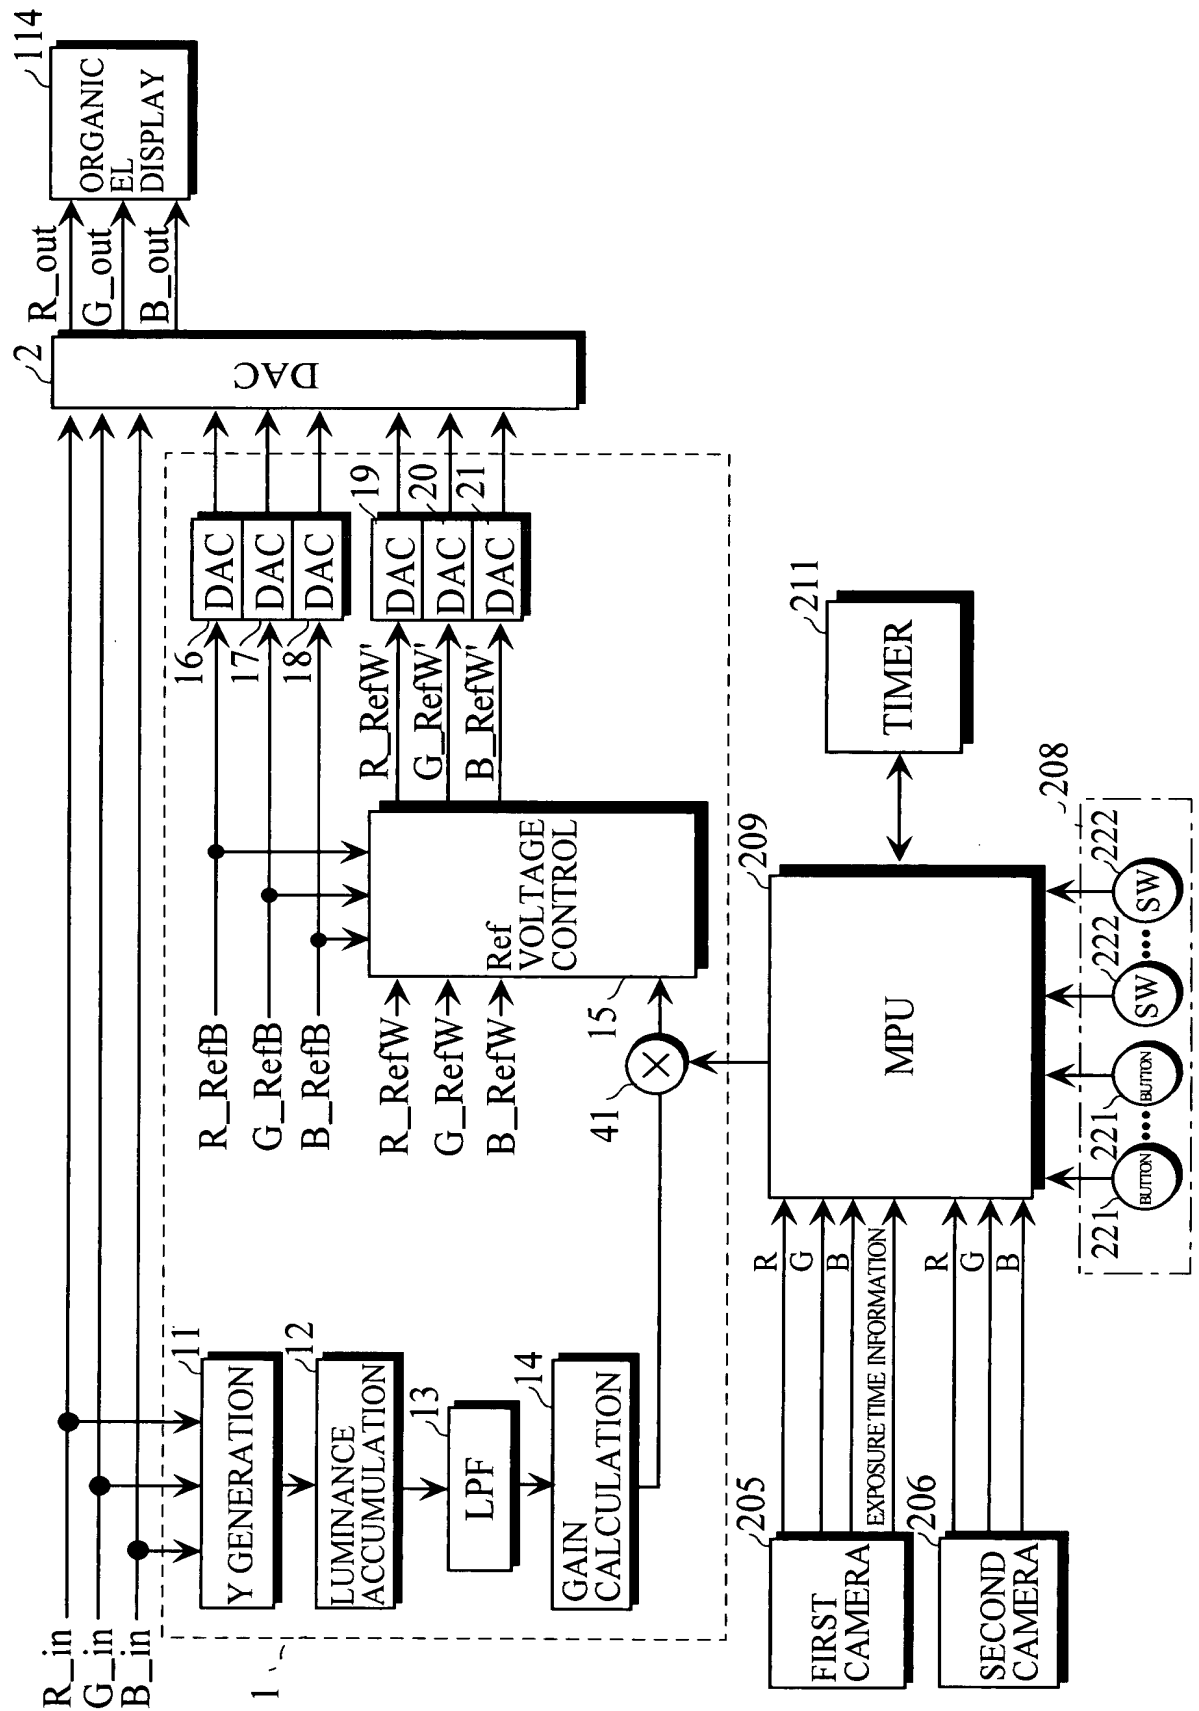 R_in
G_in
B_in
1
11
Y GENERATION
12
LUMINANCE
ACCUMULATION
13
LPF
14
GAIN
CALCULATION
41
×
R_RefB
G_RefB
B_RefB
R_RefW
G_RefW
B_RefW
15
Ref
VOLTAGE
CONTROL
R_RefW'
G_RefW'
B_RefW'
16
DAC
17
DAC
18
DAC
19
DAC
20
DAC
21
DAC
2
DAC
R_out
G_out
B_out
114
ORGANIC
EL
DISPLAY
205
FIRST
CAMERA
R
G
B
EXPOSURE TIME INFORMATION
206
SECOND
CAMERA
R
G
B
209
MPU
211
TIMER
208
221
BUTTON
221
BUTTON
222
SW
222
SW